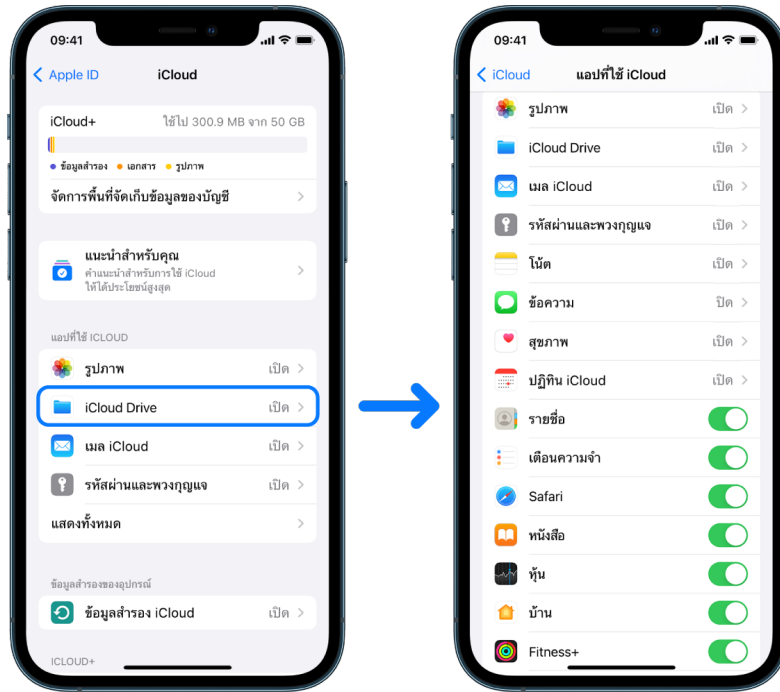 09:41
Apple ID
iCloud
iCloud+
ใช้ไป 300.9 MB จาก 50 GB
ข้อมูลสำรอง
เอกสาร
รูปภาพ
จัดการพื้นที่จัดเก็บข้อมูลของบัญชี
แนะนำสำหรับคุณ
คำแนะนำสำหรับการใช้ iCloud
ให้ได้ประโยชน์สูงสุด
แอปที่ใช้ ICLOUD
รูปภาพ
เปิด
iCloud Drive
เปิด
เมล iCloud
เปิด
รหัสผ่านและพวงกุญแจ
เปิด
แสดงทั้งหมด
ข้อมูลสำรองของอุปกรณ์
ข้อมูลสำรอง iCloud
เปิด
ICLOUD+
09:41
iCloud
แอปที่ใช้ iCloud
รูปภาพ
เปิด
iCloud Drive
เปิด
เมล iCloud
เปิด
รหัสผ่านและพวงกุญแจ
เปิด
โน้ต
เปิด
ข้อความ
ปิด
สุขภาพ
เปิด
ปฏิทิน iCloud
เปิด
รายชื่อ
เตือนความจำ
Safari
หนังสือ
หุ้น
บ้าน
Fitness+